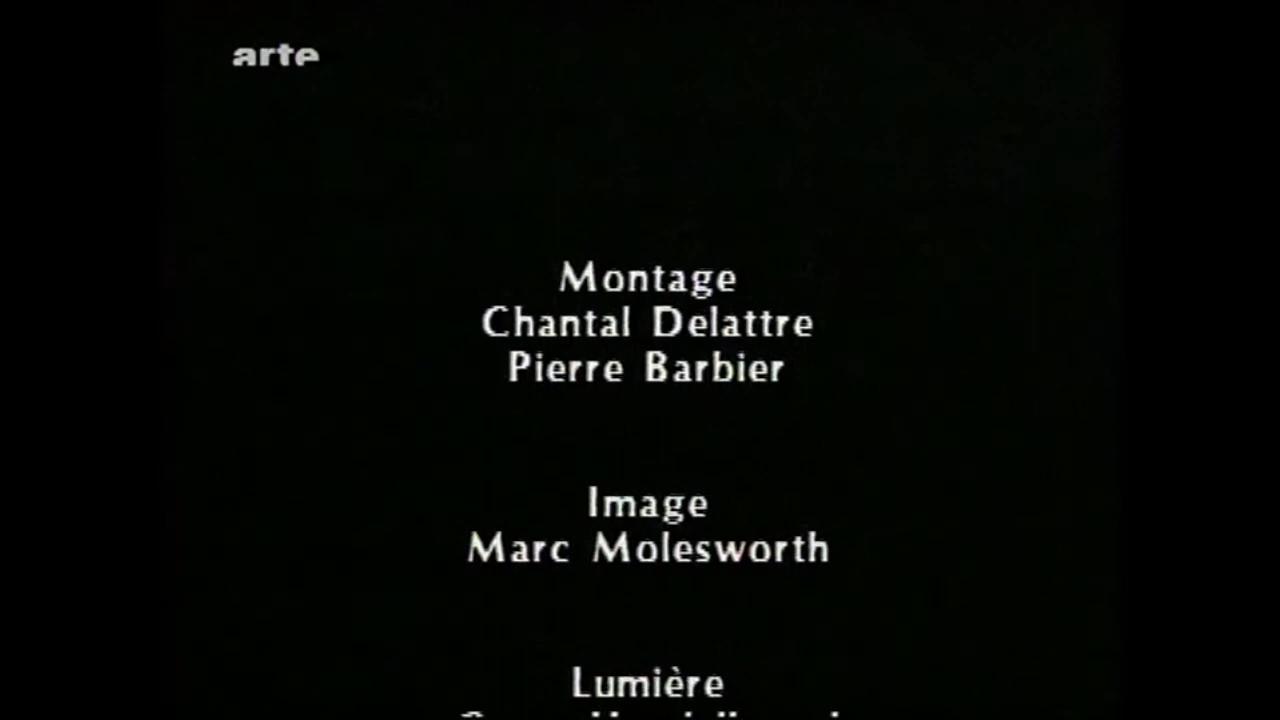 arte
Montage
Chantal Delattre
Pierre Barbier
Image
Marc Molesworth
Lumière